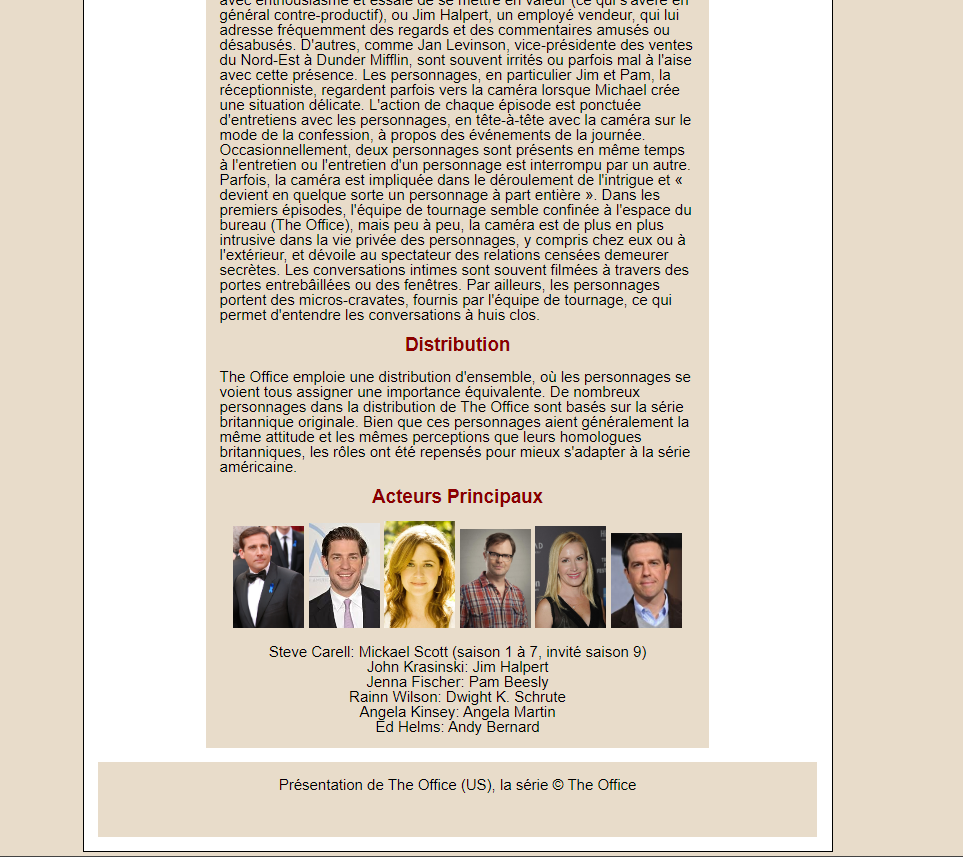 avec enthousiasme et essaie de se mettre en valeur (ce qui s'avère en
général contre-productif), ou Jim Halpert, un employé vendeur, qui lui
adresse fréquemment des regards et des commentaires amusés ou
désabusés. D'autres, comme Jan Levinson, vice-présidente des ventes
du Nord-Est à Dunder Mifflin, sont souvent irrités ou parfois mal à l'aise
avec cette présence. Les personnages, en particulier Jim et Pam, la
réceptionniste, regardent parfois vers la caméra lorsque Michael crée
une situation délicate. L'action de chaque épisode est ponctuée
d'entretiens avec les personnages, en tête-à-tête avec la caméra sur le
mode de la confession, à propos des événements de la journée.
Occasionnellement, deux personnages sont présents en même temps
à l'entretien ou l'entretien d'un personnage est interrompu par un autre.
Parfois, la caméra est impliquée dans le déroulement de l'intrigue et «
devient en quelque sorte un personnage à part entière ». Dans les
premiers épisodes, l'équipe de tournage semble confinée à l'espace du
bureau (The Office), mais peu à peu, la caméra est de plus en plus
intrusive dans la vie privée des personnages, y compris chez eux ou à
l'extérieur, et dévoile au spectateur des relations censées demeurer
secrètes. Les conversations intimes sont souvent filmées à travers des
portes entrebâillées ou des fenêtres. Par ailleurs, les personnages
portent des micros-cravates, fournis par l'équipe de tournage, ce qui
permet d'entendre les conversations à huis clos.
Distribution
The Office emploie une distribution d'ensemble, où les personnages se
voient tous assigner une importance équivalente. De nombreux
personnages dans la distribution de The Office sont basés sur la série
britannique originale. Bien que ces personnages aient généralement la
même attitude et les mêmes perceptions que leurs homologues
britanniques, les rôles ont été repensés pour mieux s'adapter à la série
américaine.
Acteurs Principaux
Steve Carell: Mickael Scott (saison 1 à 7, invité saison 9)
John Krasinski: Jim Halpert
Jenna Fischer: Pam Beesly
Rainn Wilson: Dwight K. Schrute
Angela Kinsey: Angela Martin
Ed Helms: Andy Bernard
Présentation de The Office (US), la série © The Office